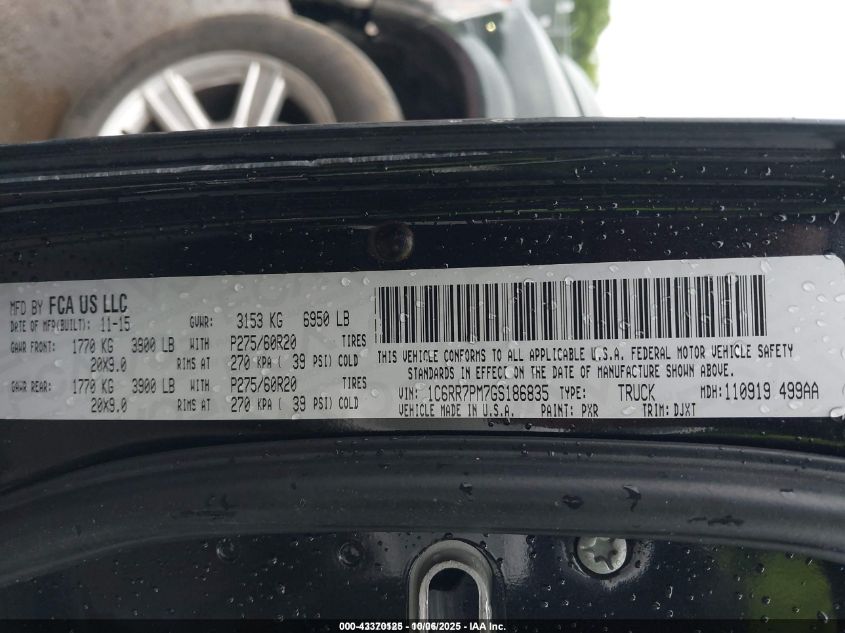 MFD BY FCA US LLC
DATE OF MFP(BUILT): 11-15 GVWR: 3153 KG 6950 LB
GAWR FRONT: 1770 KG 3900 LB WITH P275/60R20 TIRES
20X9.0 RIMS AT 270 KPA ( 39 PSI) COLD
GAWR REAR: 1770 KG 3900 LB WITH P275/60R20 TIRES
20X9.0 RIMS AT 270 KPA ( 39 PSI) COLD
THIS VEHICLE CONFORMS TO ALL APPLICABLE U.S.A. FEDERAL MOTOR VEHICLE SAFETY
STANDARDS IN EFFECT ON THE DATE OF MANUFACTURE SHOWN ABOVE.
VIN: 1C6RR7PM7GS186835 TYPE: TRUCK MDH: 110919 499AA
VEHICLE MADE IN U.S.A. PAINT: PXR TRIM: DJXT
000-43370125 - 10/06/2025 - IAA Inc.